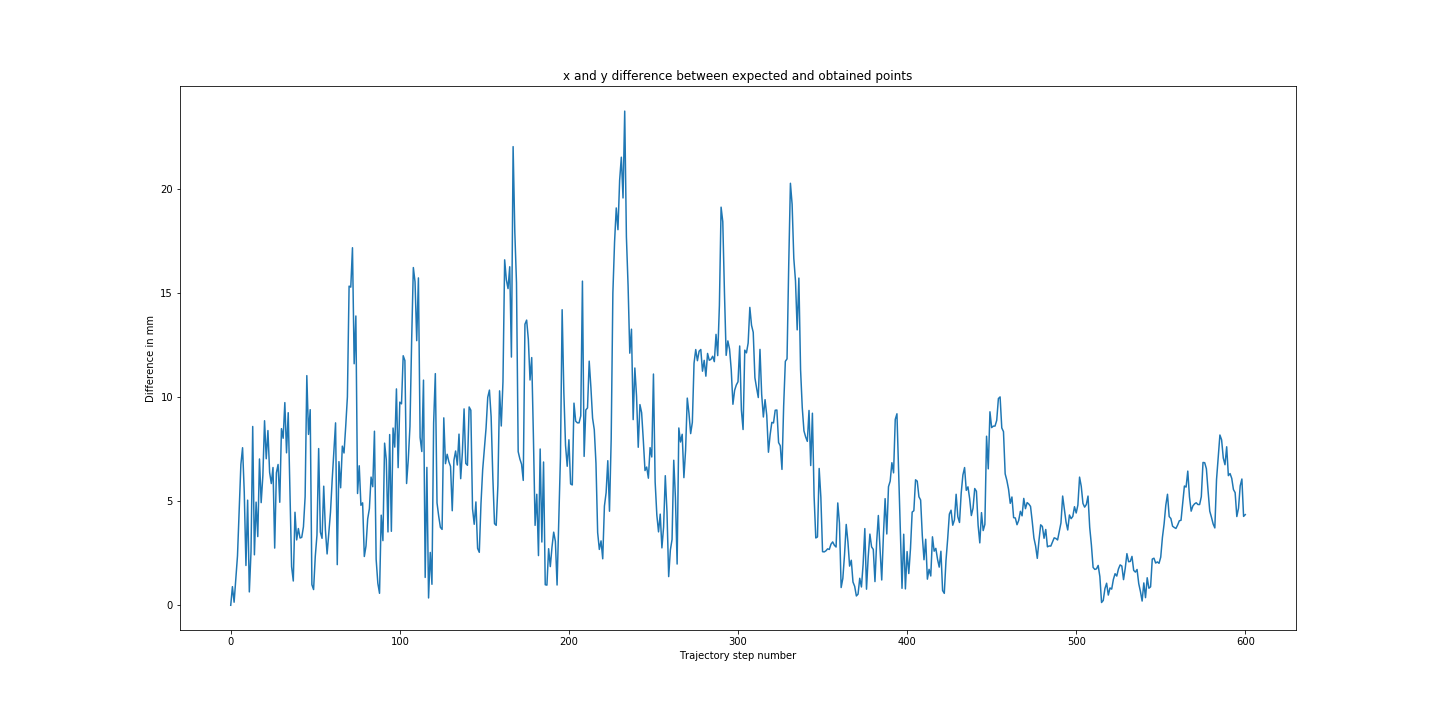 x and y difference between expected and obtained points
Difference in mm
20
15
10
5
0
0 100 200 300 400 500 600
Trajectory step number